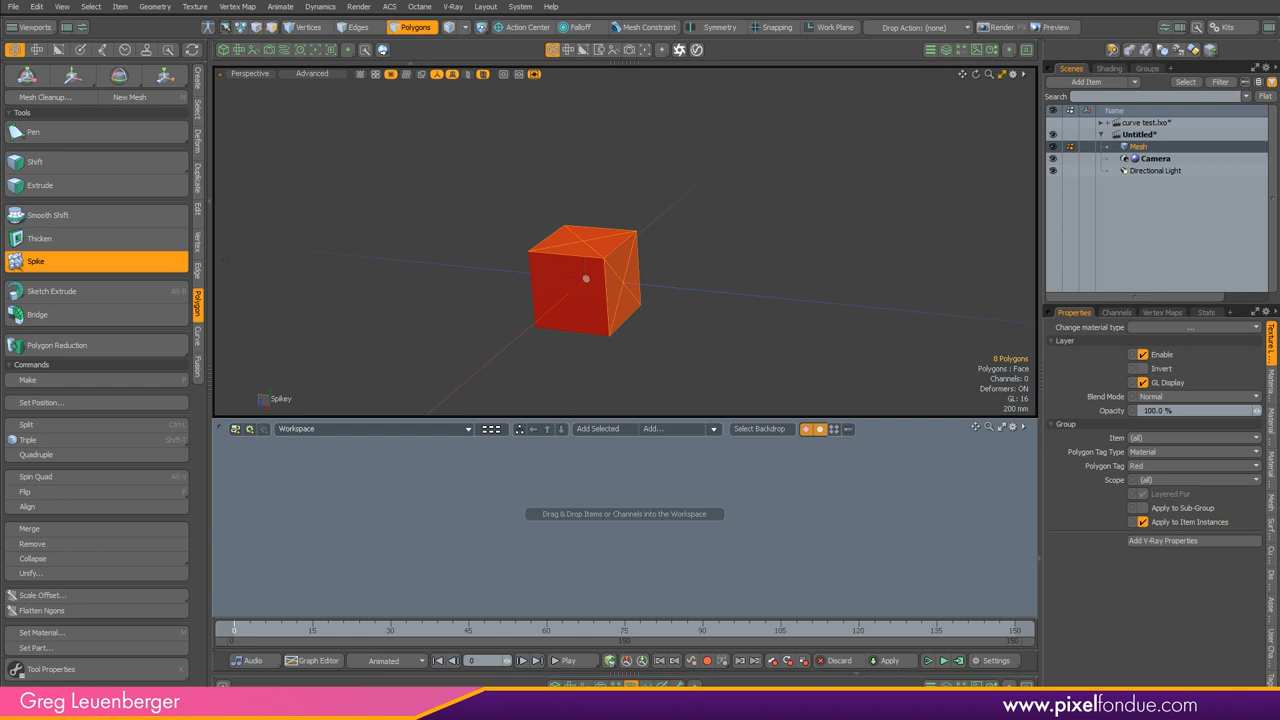 File Edit View Select Item Geometry Texture Vertex Map Animate Dynamics Render ACS Octane V-Ray Layout System Help
Viewports Vertices Edges Polygons Action Center Falloff Mesh Constraint Symmetry Snapping Work Plane Drop Action: (none) Render Preview Kits
Perspective Advanced
Scenes Shading Groups +
Add Item Select Filter
Search Flat
Name
curve test.lxo*
Untitled*
Mesh
Camera
Directional Light
Mesh Cleanup... New Mesh N
Tools
Pen
Shift
Extrude
Smooth Shift
Thicken
Spike
Sketch Extrude Alt-E
Bridge
Polygon Reduction
Commands
Make P
Set Position...
Split Ctrl-L
Triple Shift-T
Quadruple
Spin Quad Alt-V
Flip F
Align
Merge
Remove
Collapse
Unify...
Scale Offset...
Flatten Ngons
Set Material... M
Set Part...
Tool Properties K
Create
Select
Deform
Duplicate
Edit
Vertex
Edge
Polygon
Curve
Fusion
8 Polygons
Polygons : Face
Channels: 0
Deformers: ON
GL: 16
200 mm
Spikey
Workspace Add Selected Add... Select Backdrop
Drag & Drop Items or Channels into the Workspace
Properties Channels Vertex Maps Stats +
Change material type ...
Layer
Enable
Invert
GL Display
Blend Mode Normal
Opacity 100.0 %
Group
Item (all)
Polygon Tag Type Material
Polygon Tag Red
Scope (all)
Layered Fur
Apply to Sub-Group
Apply to Item Instances
Add V-Ray Properties
0 15 30 45 60 75 90 105 120 135 150
0 150 150
Audio Graph Editor Animated 0 Play Discard Apply Settings
Greg Leuenberger
www.pixelfondue.com